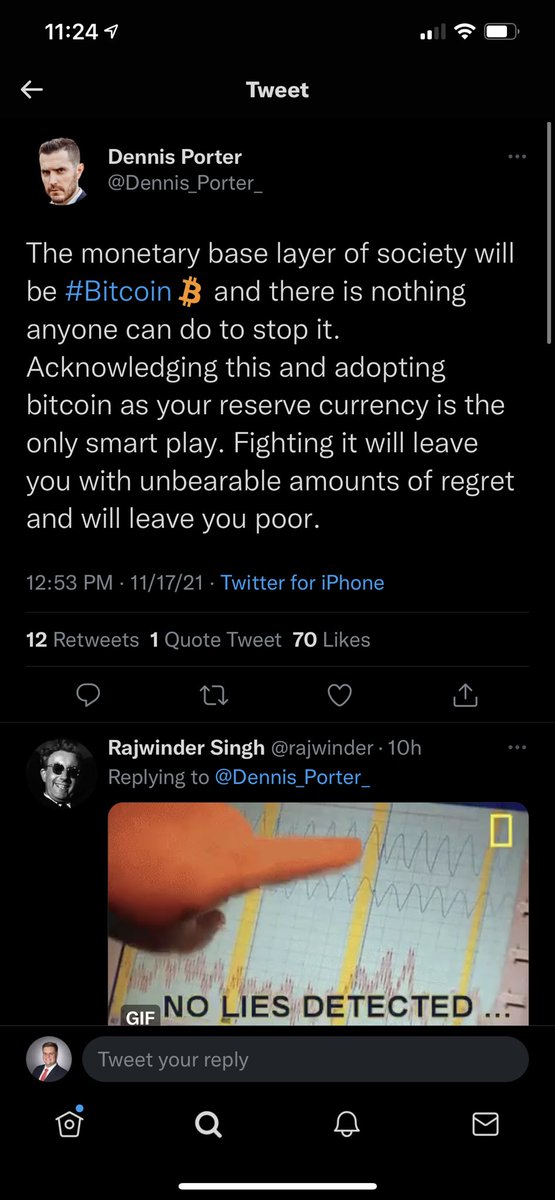 11:24
Tweet
Dennis Porter
@Dennis_Porter_
The monetary base layer of society will
be #Bitcoin and there is nothing
anyone can do to stop it.
Acknowledging this and adopting
bitcoin as your reserve currency is the
only smart play. Fighting it will leave
you with unbearable amounts of regret
and will leave you poor.
12:53 PM · 11/17/21 · Twitter for iPhone
12 Retweets 1 Quote Tweet 70 Likes
Rajwinder Singh @rajwinder · 10h
Replying to @Dennis_Porter_
GIF NO LIES DETECTED ...
Tweet your reply